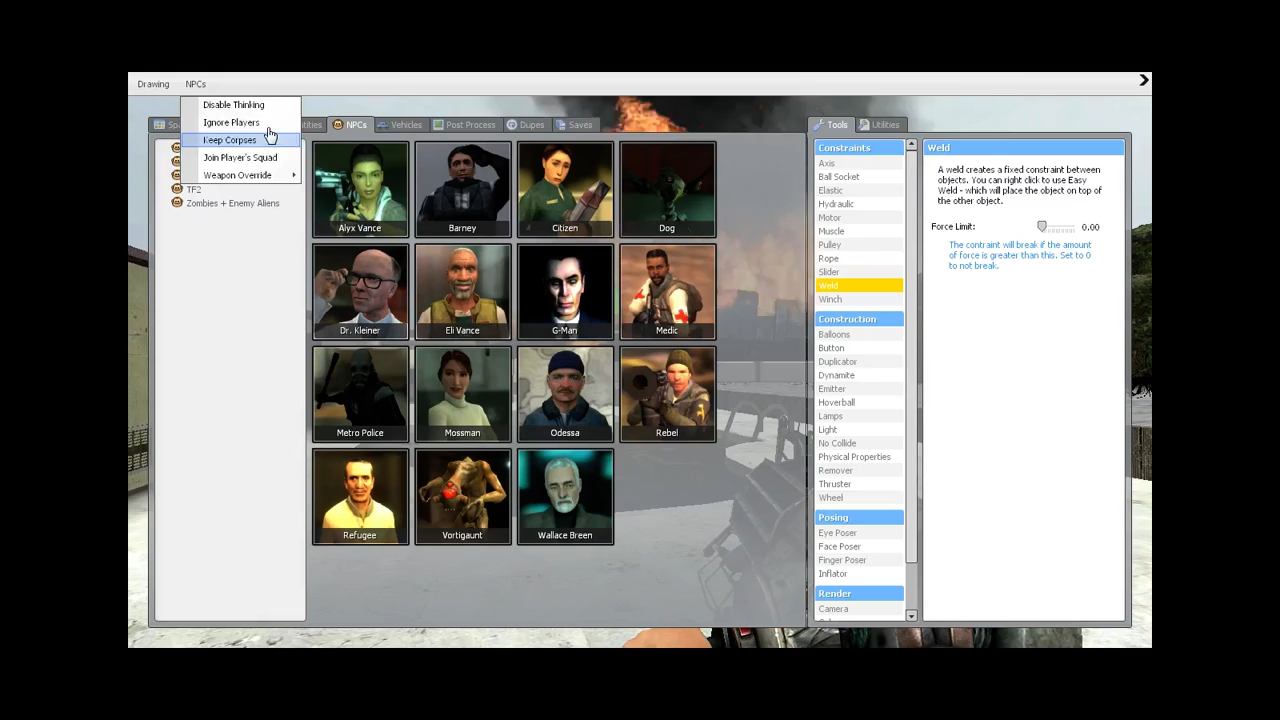 Drawing NPCs
Disable Thinking
Ignore Players
Keep Corpses
Join Player's Squad
Weapon Override
NPCs Vehicles Post Process Dupes Saves
TF2
Zombies + Enemy Aliens
Alyx Vance Barney Citizen Dog
Dr. Kleiner Eli Vance G-Man Medic
Metro Police Mossman Odessa Rebel
Refugee Vortigaunt Wallace Breen
Tools Utilities
Constraints
Axis
Ball Socket
Elastic
Hydraulic
Motor
Muscle
Pulley
Rope
Slider
Weld
Winch
Construction
Balloons
Button
Duplicator
Dynamite
Emitter
Hoverball
Lamps
Light
No Collide
Physical Properties
Remover
Thruster
Wheel
Posing
Eye Poser
Face Poser
Finger Poser
Inflator
Render
Camera
Weld
A weld creates a fixed constraint between
objects. You can right click to use Easy
Weld - which will place the object on top of
the other object.
Force Limit: 0.00
The contraint will break if the amount
of force is greater than this. Set to 0
to not break.